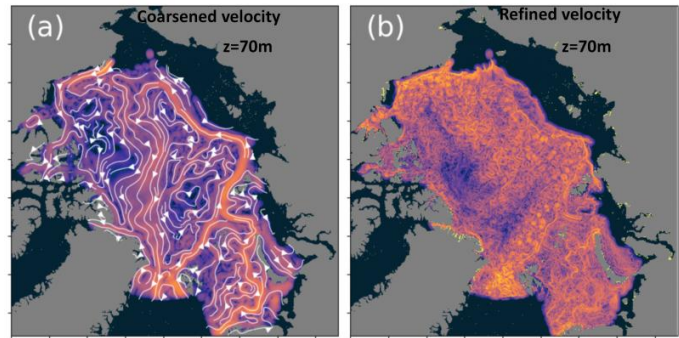 (a)
Coarsened velocity
z=70m
(b)
Refined velocity
z=70m